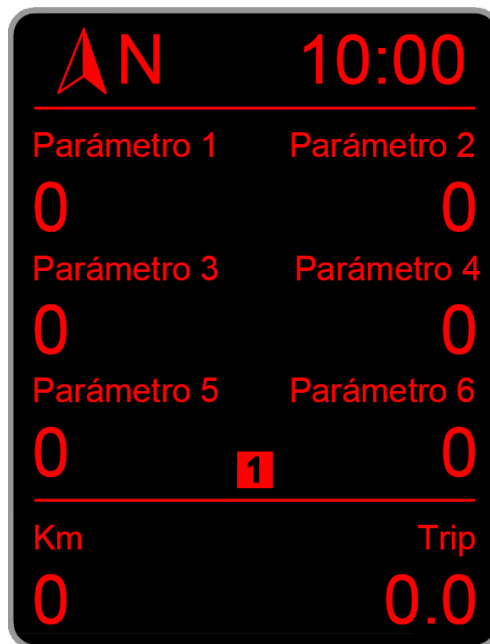 N 10:00
Parámetro 1 Parámetro 2
0 0
Parámetro 3 Parámetro 4
0 0
Parámetro 5 Parámetro 6
0 1 0
Km Trip
0 0.0